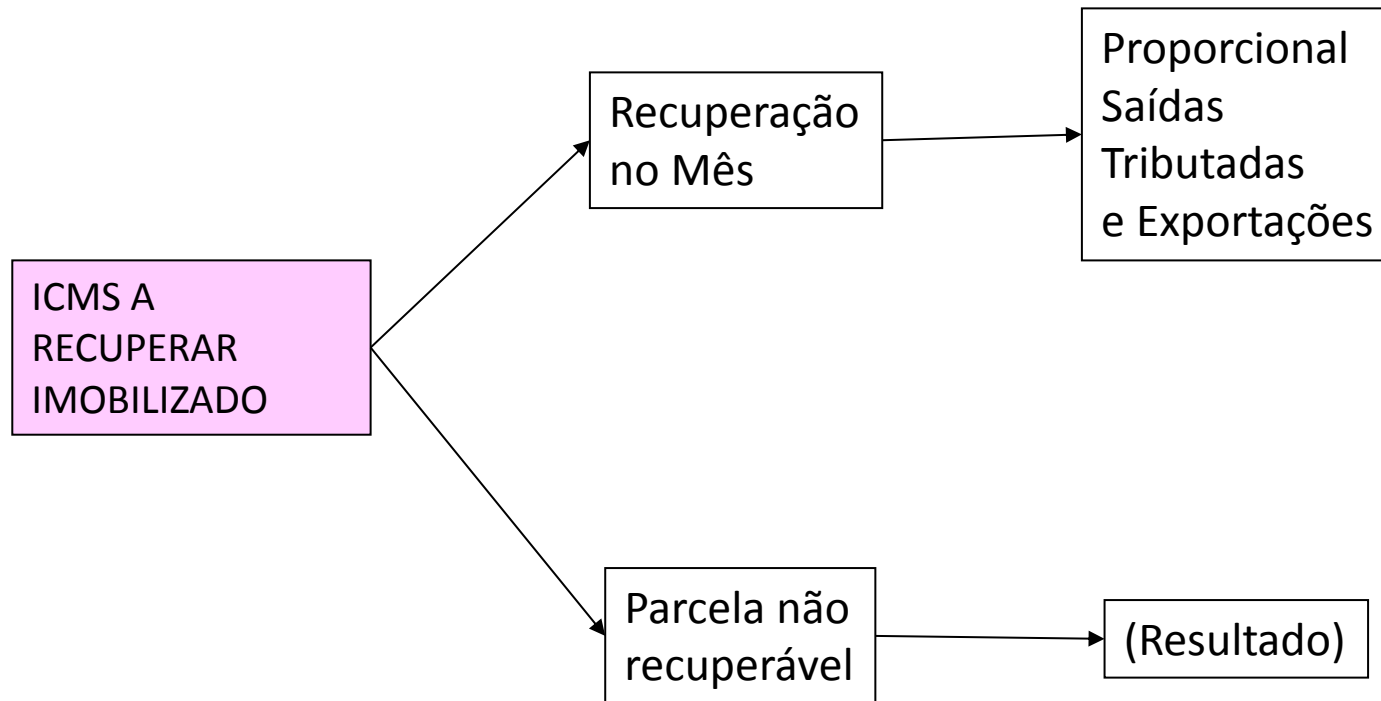 Proporcional
Saídas
Tributadas
e Exportações
Recuperação
no Mês
ICMS A
RECUPERAR
IMOBILIZADO
Parcela não
recuperável
(Resultado)